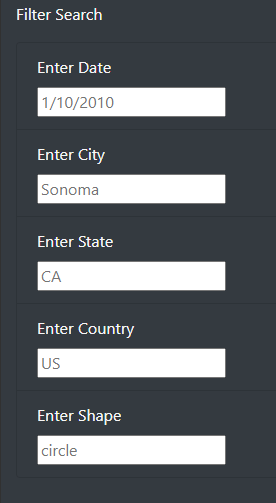 Filter Search
Enter Date
1/10/2010
Enter City
Sonoma
Enter State
CA
Enter Country
US
Enter Shape
circle